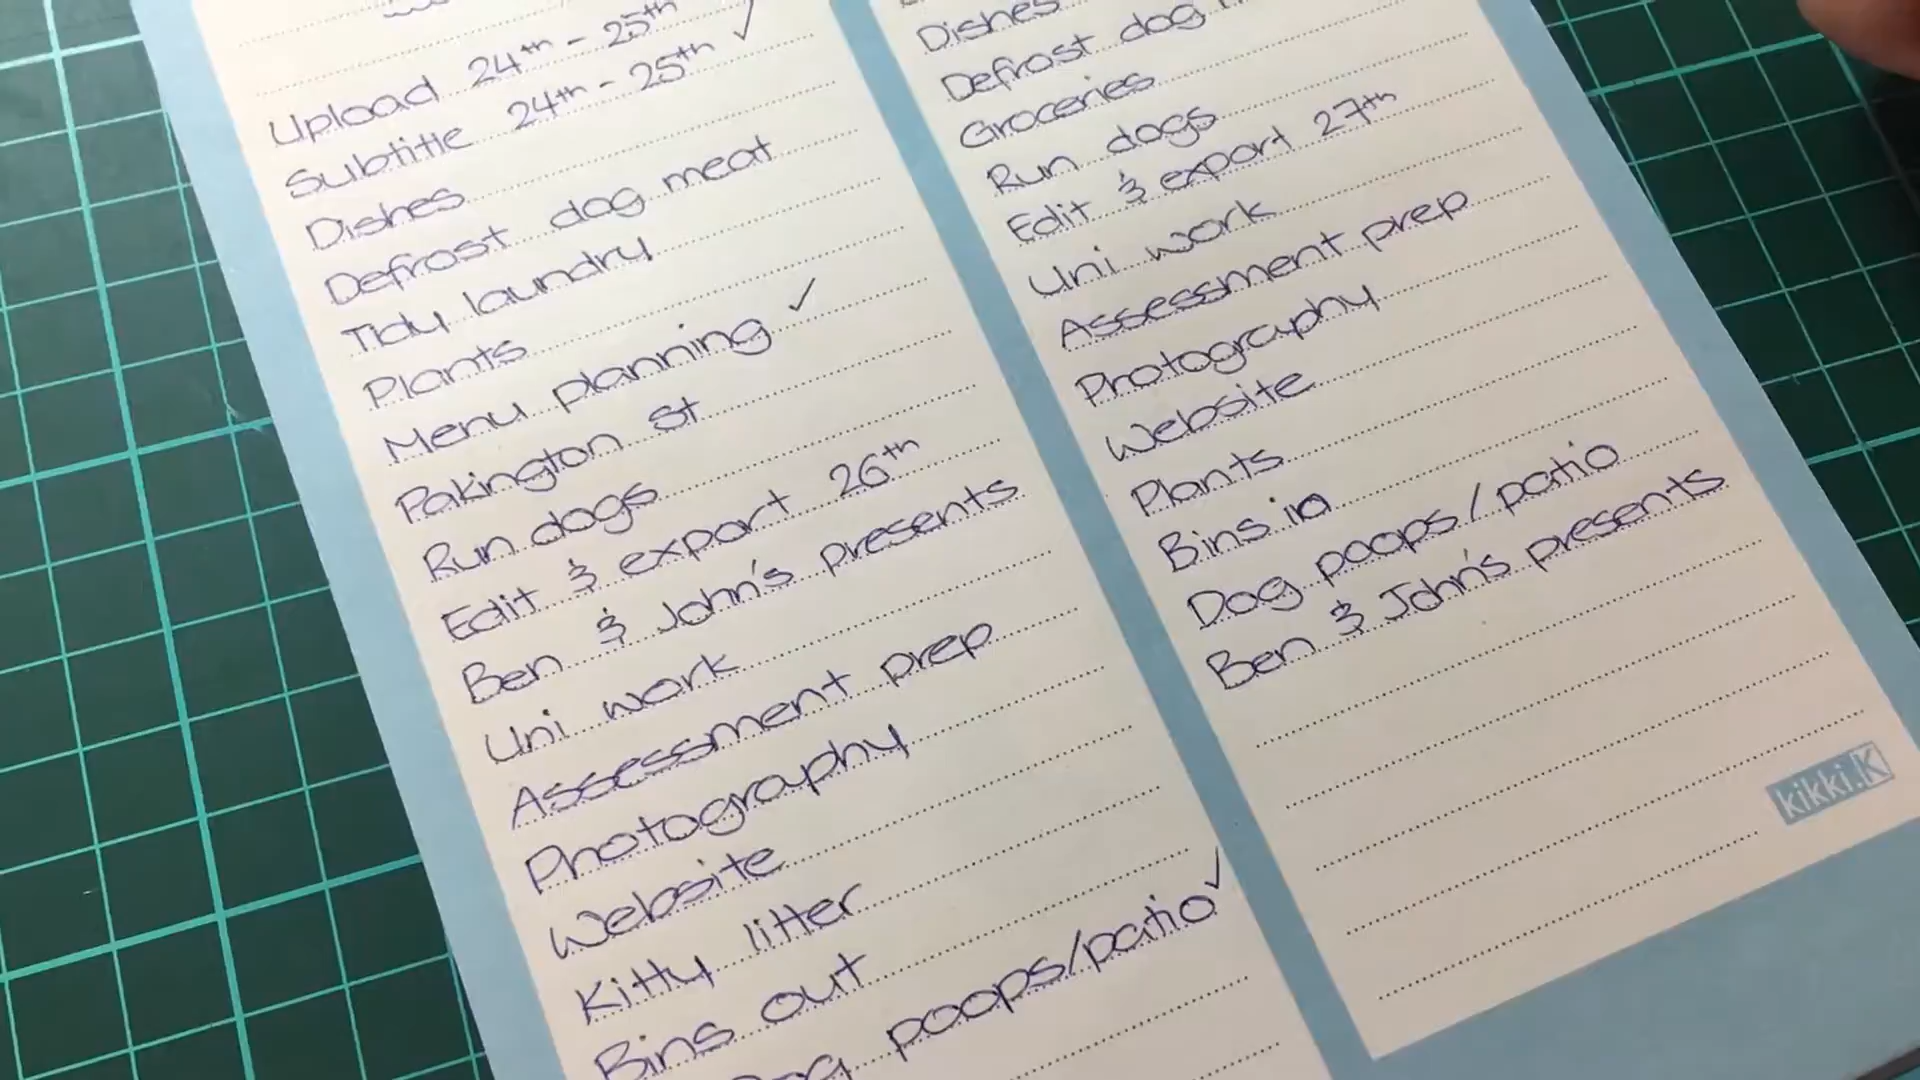 Upload 24th - 25th
Subtitle 24th - 25th ✓
Dishes
Defrost dog meat
Tidy laundry
Plants
Menu planning ✓
Pakington St
Run dogs
Edit & export 26th
Ben & John's presents
Uni work
Assessment prep
Photography
Website
Kitty litter
Bins out
Dog poops/patio ✓
Dishes
Defrost dog
Groceries
Run dogs
Edit & export 27th
Uni work
Assessment prep
Photography
Website
Plants
Bins in
Dog poops/patio
Ben & John's presents
kikki.K